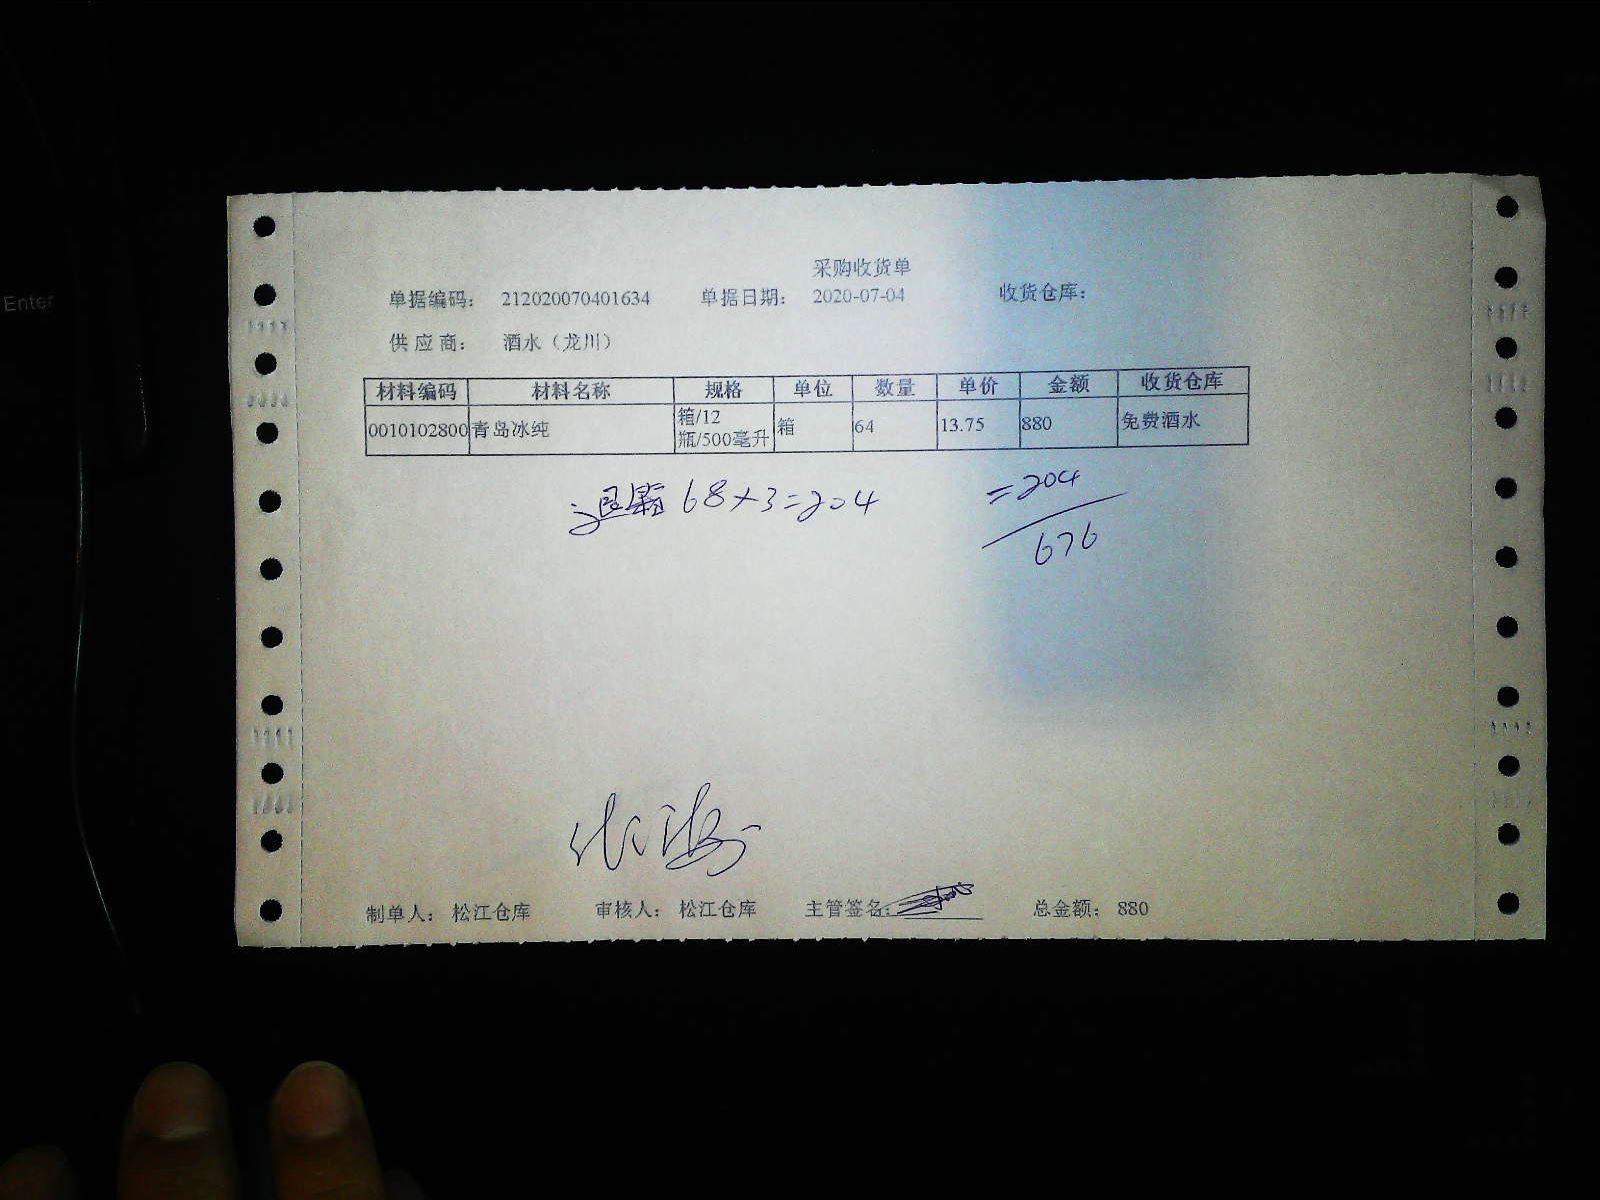 Enter
采购收货单
单据编码： 212020070401634 单据日期： 2020-07-04 收货仓库：
供应商： 酒水（龙川）
材料编码 材料名称 规格 单位 数量 单价 金额 收货仓库
0010102800 青岛冰纯 箱/12瓶/500毫升 箱 64 13.75 880 免费酒水
退 68×3=204 =204
676
制单人： 松江仓库 审核人： 松江仓库 主管签名： 总金额： 880